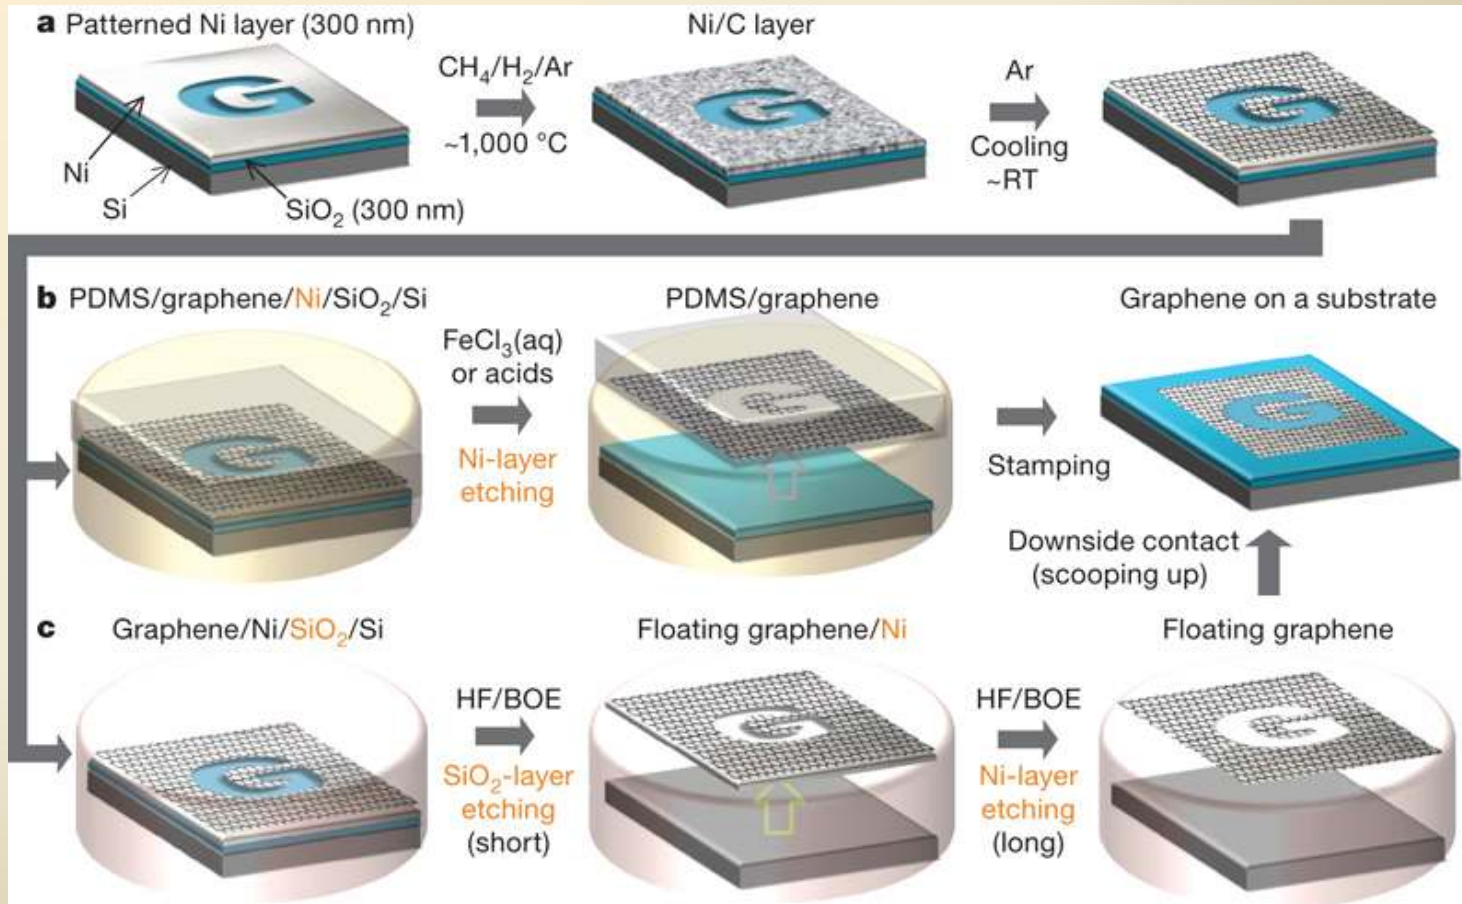 a Patterned Ni layer (300 nm)
Ni/C layer
CH₄/H₂/Ar
~1,000 °C
Ar
Cooling
~RT
G
G
G
Ni
Si
SiO₂ (300 nm)
b PDMS/graphene/Ni/SiO₂/Si
PDMS/graphene
Graphene on a substrate
FeCl₃(aq)
or acids
Ni-layer
etching
Stamping
G
G
G
Downside contact
(scooping up)
c Graphene/Ni/SiO₂/Si
Floating graphene/Ni
Floating graphene
HF/BOE
SiO₂-layer
etching
(short)
HF/BOE
Ni-layer
etching
(long)
G
G
G